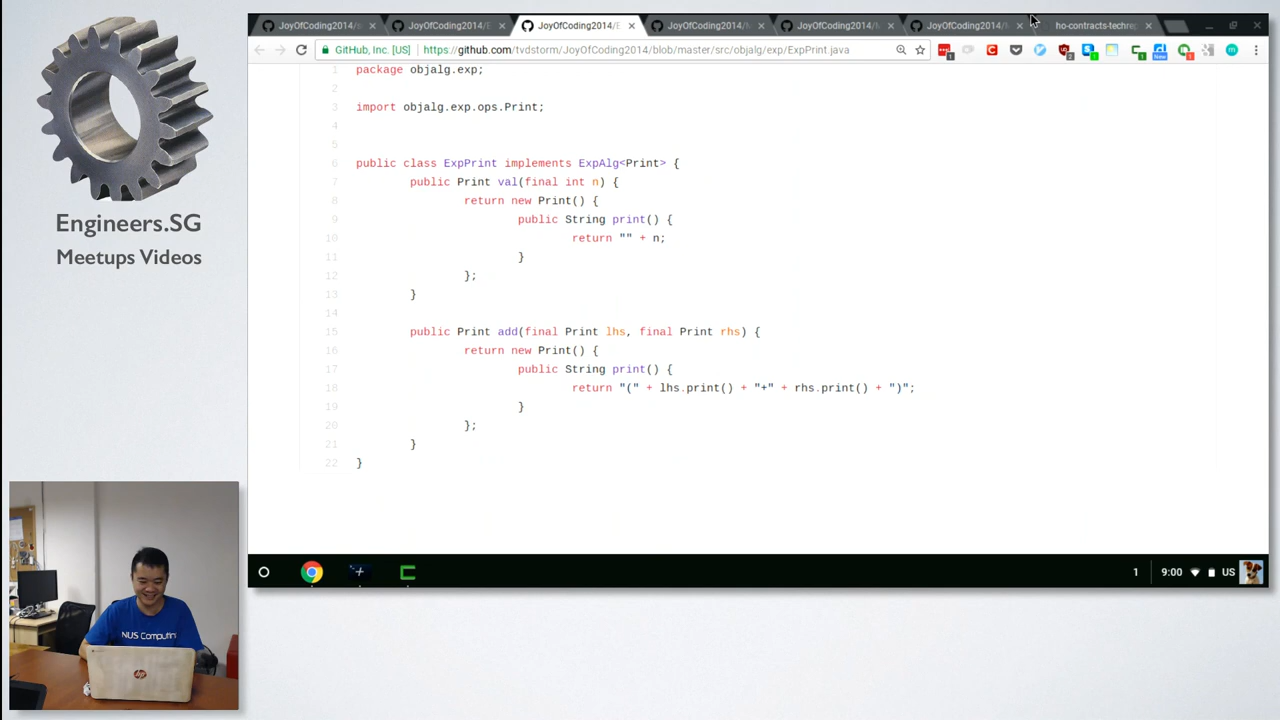 Engineers.SG
Meetups Videos
JoyOfCoding2014/
JoyOfCoding2014/E
JoyOfCoding2014/E
JoyOfCoding2014/
JoyOfCoding2014/
JoyOfCoding2014/
ho-contracts-techre
GitHub, Inc. [US] https://github.com/tvdstorm/JoyOfCoding2014/blob/master/src/objalg/exp/ExpPrint.java
1 package objalg.exp;
2
3 import objalg.exp.ops.Print;
4
5
6 public class ExpPrint implements ExpAlg<Print> {
7 public Print val(final int n) {
8 return new Print() {
9 public String print() {
10 return "" + n;
11 }
12 };
13 }
14
15 public Print add(final Print lhs, final Print rhs) {
16 return new Print() {
17 public String print() {
18 return "(" + lhs.print() + "+" + rhs.print() + ")";
19 }
20 };
21 }
22 }
NUS Computing
hp
1 9:00 US